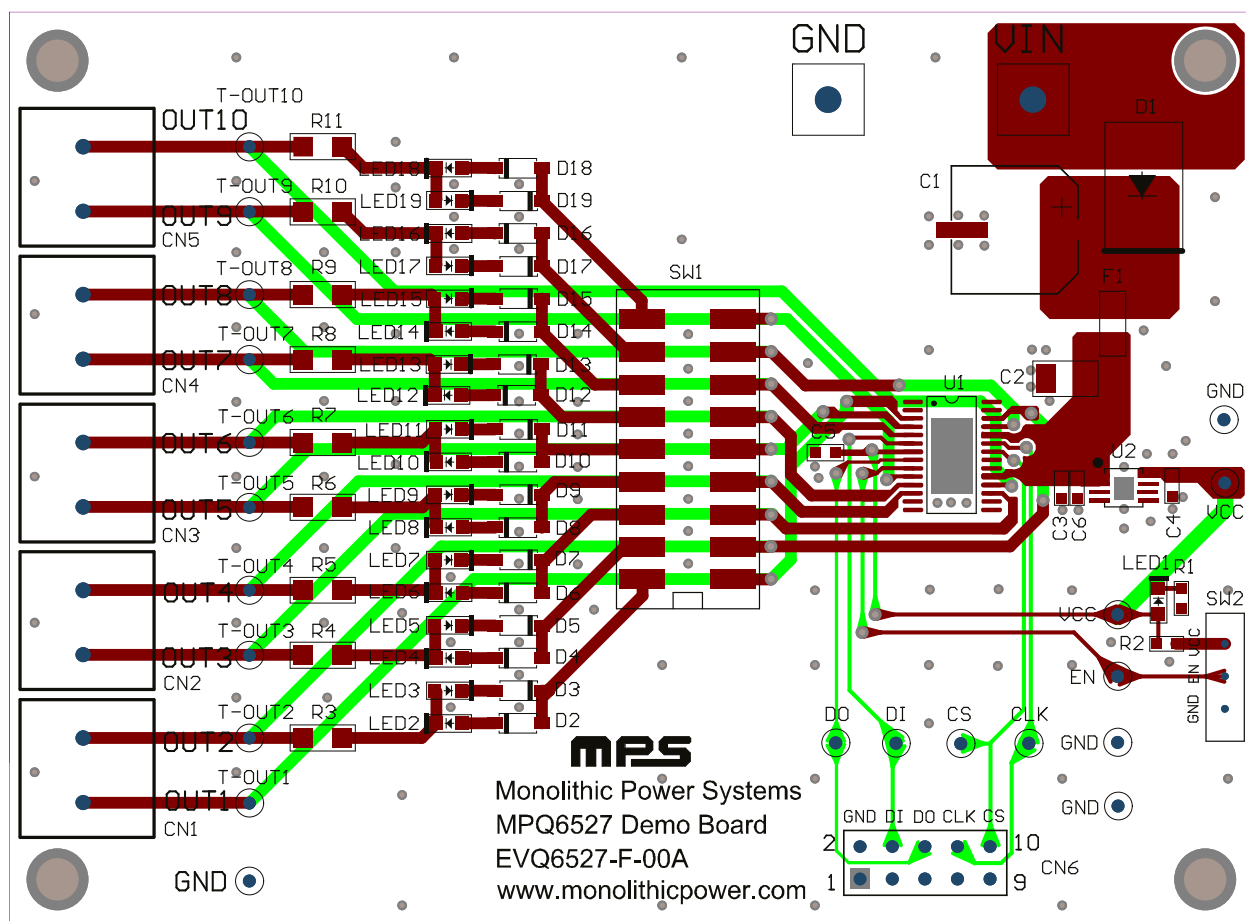 GND
VIN
T-OUT10
OUT10
R11
D1
LED18
D18
C1
T-OUT9
R10
LED19
D19
OUT9
CN5
LED16
D16
T-OUT8
R9
LED17
D17
SW1
F1
OUT8
LED15
D15
T-OUT7
R8
LED14
D14
OUT7
LED13
D13
CN4
C2
U1
GND
LED12
D12
T-OUT6
R7
LED11
D11
C5
OUT6
LED10
D10
U2
T-OUT5
R6
LED9
D9
OUT5
LED8
D8
C3
C6
C4
VCC
CN3
T-OUT4
R5
LED7
D7
LED1
R1
OUT4
LED6
D6
SW2
VCC
T-OUT3
R4
LED5
D5
R2
VCC
OUT3
LED4
D4
EN
EN
CN2
T-OUT2
R3
LED3
D3
GND
LED2
D2
DO
DI
CS
CLK
OUT2
GND
T-OUT1
mps
OUT1
Monolithic Power Systems
GND
CN1
MPQ6527 Demo Board
GND DI DO CLK CS
2
10
EVQ6527-F-00A
CN6
GND
www.monolithicpower.com
1
9